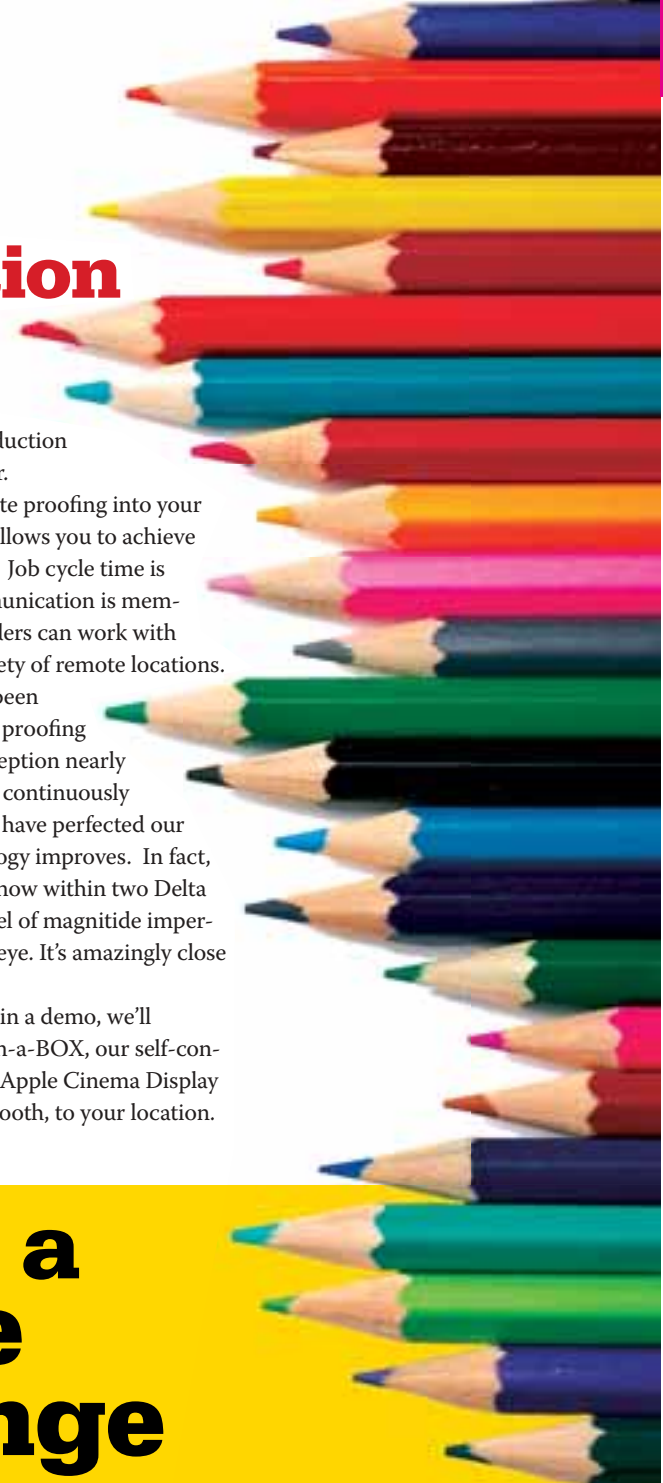 ion
duction
r.
te proofing into your
llows you to achieve
Job cycle time is
unication is mem-
ders can work with
ety of remote locations.
been
proofing
eption nearly
continuously
have perfected our
ogy improves. In fact,
now within two Delta
el of magnitide imper-
eye. It's amazingly close
in a demo, we'll
n-a-BOX, our self-con-
Apple Cinema Display
ooth, to your location.
a
e
nge